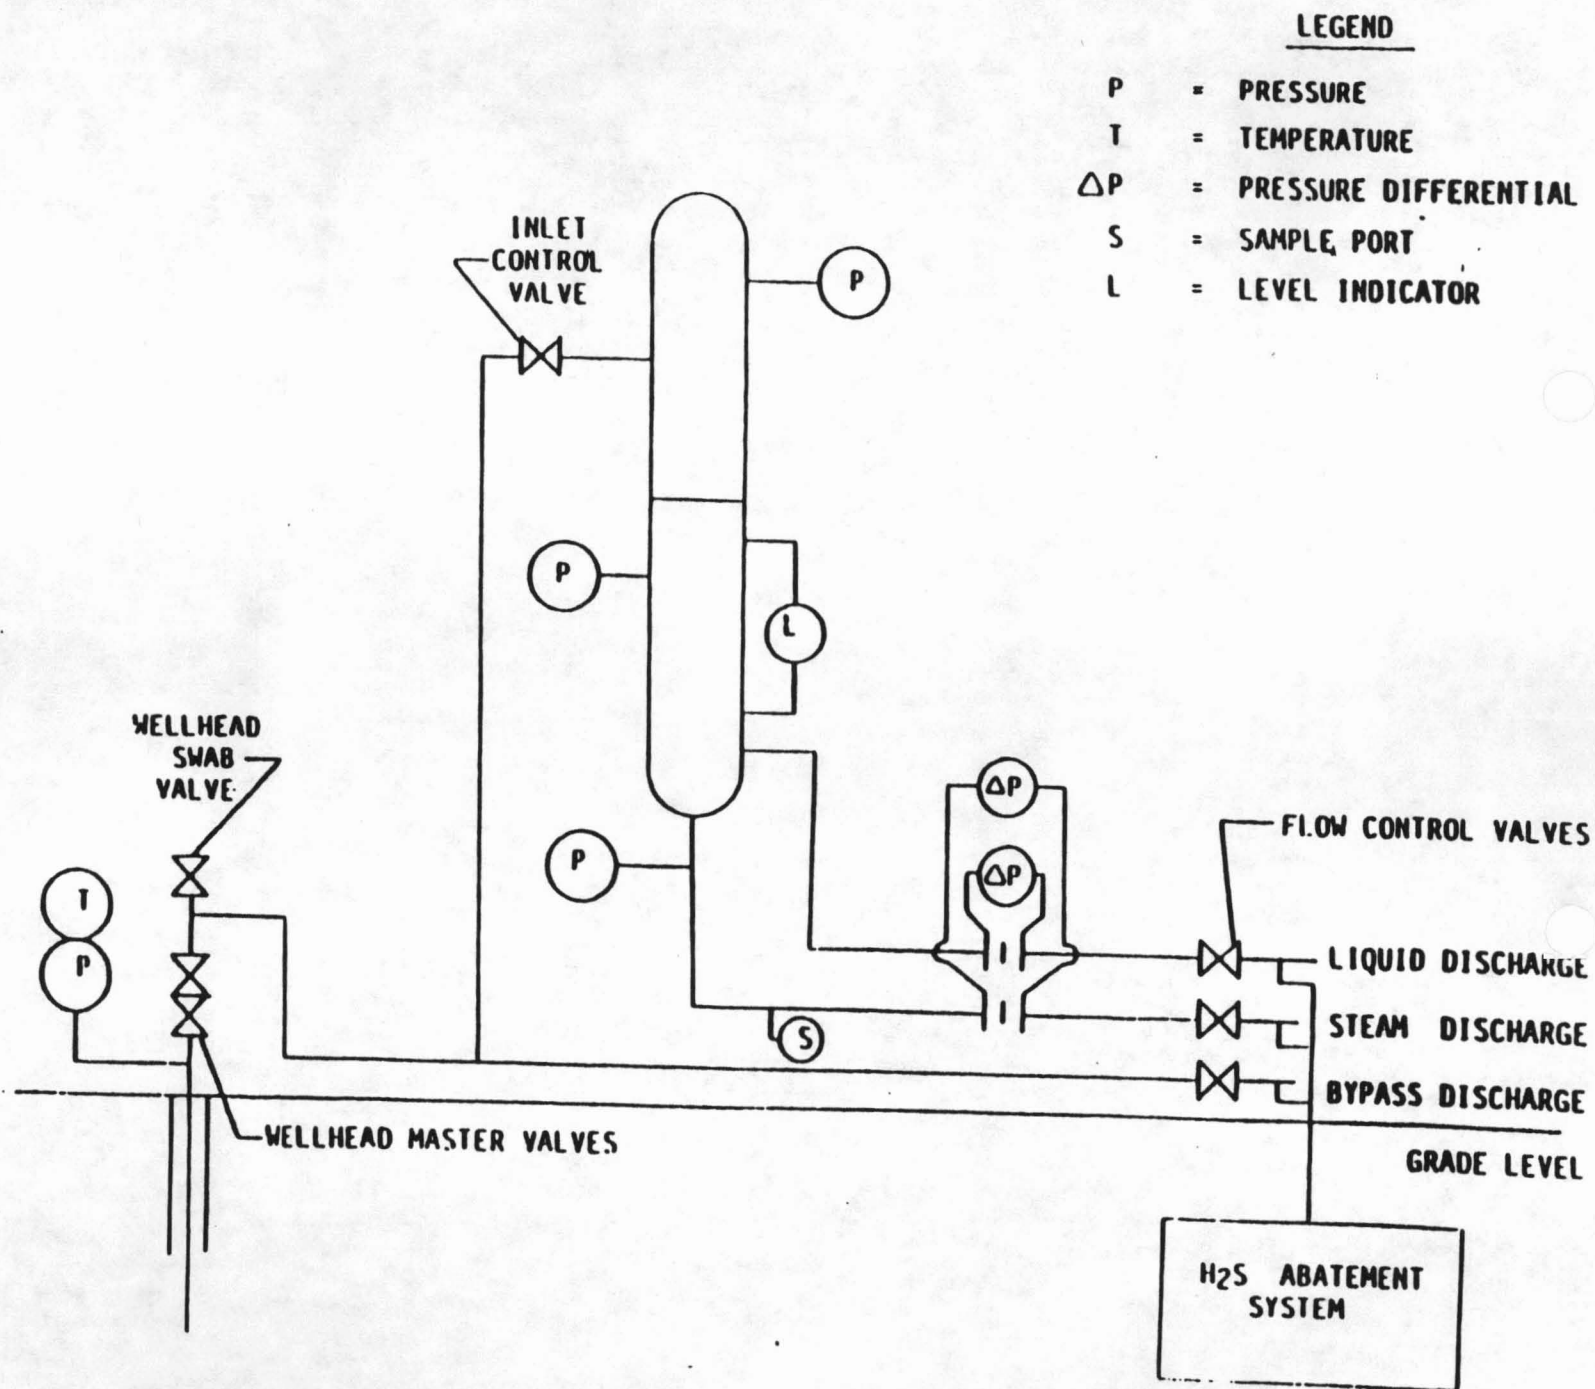 LEGEND
P = PRESSURE
T = TEMPERATURE
ΔP = PRESSURE DIFFERENTIAL
S = SAMPLE PORT
L = LEVEL INDICATOR
INLET
CONTROL
VALVE
P
P
L
WELLHEAD
SWAB
VALVE
ΔP
FLOW CONTROL VALVES
P
ΔP
T
P
LIQUID DISCHARGE
S
STEAM DISCHARGE
BYPASS DISCHARGE
WELLHEAD MASTER VALVES
GRADE LEVEL
H2S ABATEMENT
SYSTEM